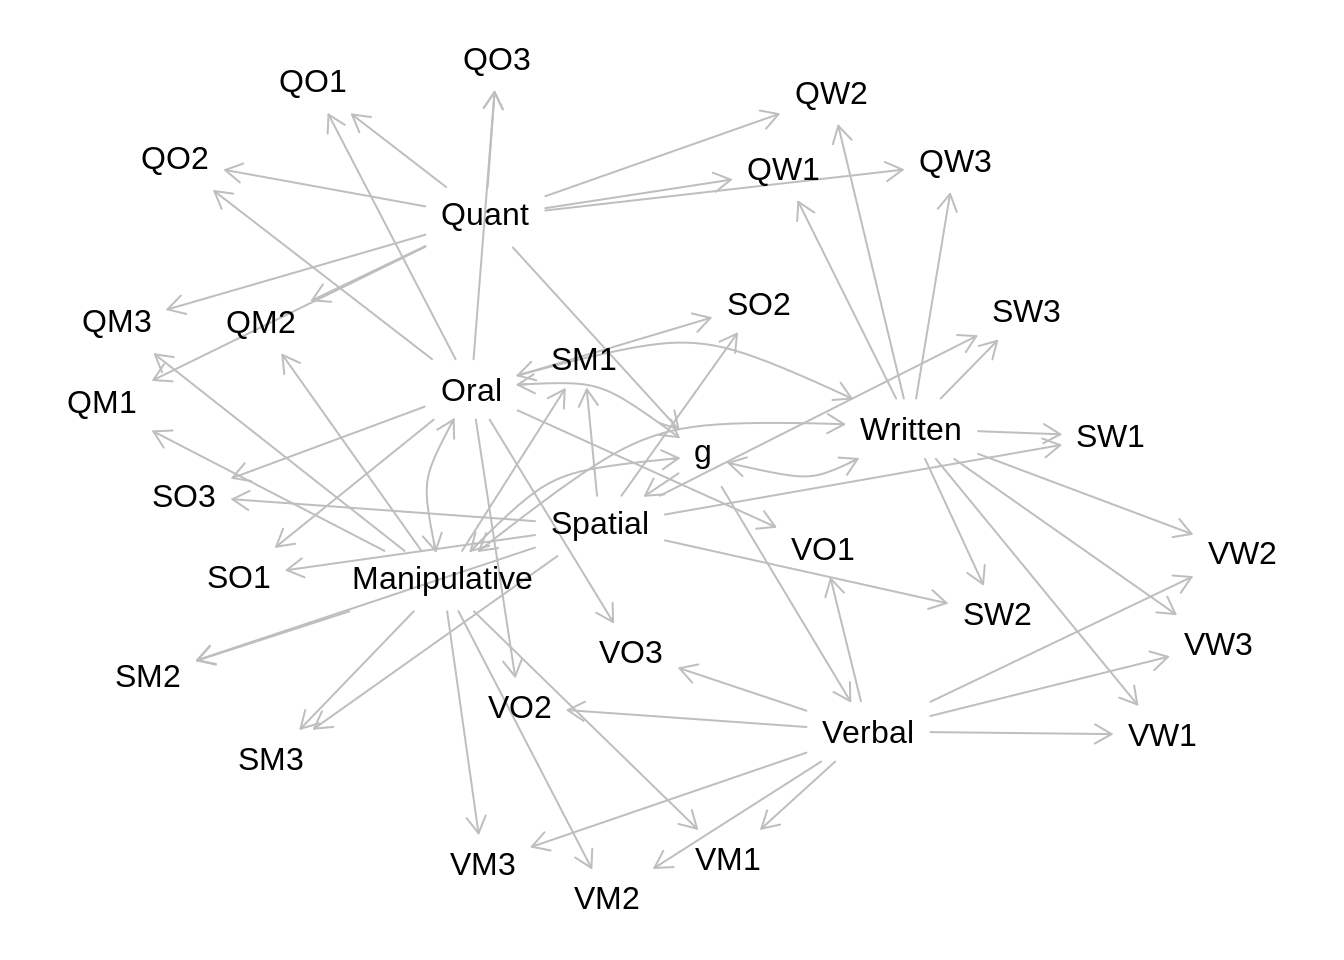 QO3
QO1
QW2
QO2
QW3
QW1
Quant
SO2
SW3
QM3
QM2
SM1
Oral
QM1
Written
SW1
g
SO3
Spatial
VO1
VW2
SO1
Manipulative
SW2
VW3
VO3
SM2
VO2
Verbal
VW1
SM3
VM1
VM3
VM2